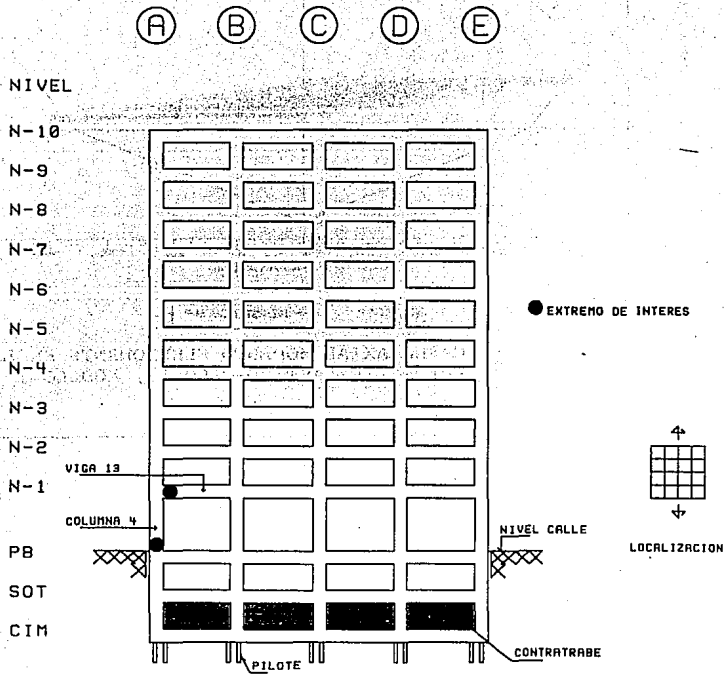 A B C D E
NIVEL
N-10
N-9
N-8
N-7
N-6
EXTREMO DE INTERES
N-5
N-4
N-3
N-2
VIGA 13
N-1
COLUMNA 4
NIVEL CALLE
LOCALIZACION
PB
SOT
CIM
CONTRATRABE
PILOTE